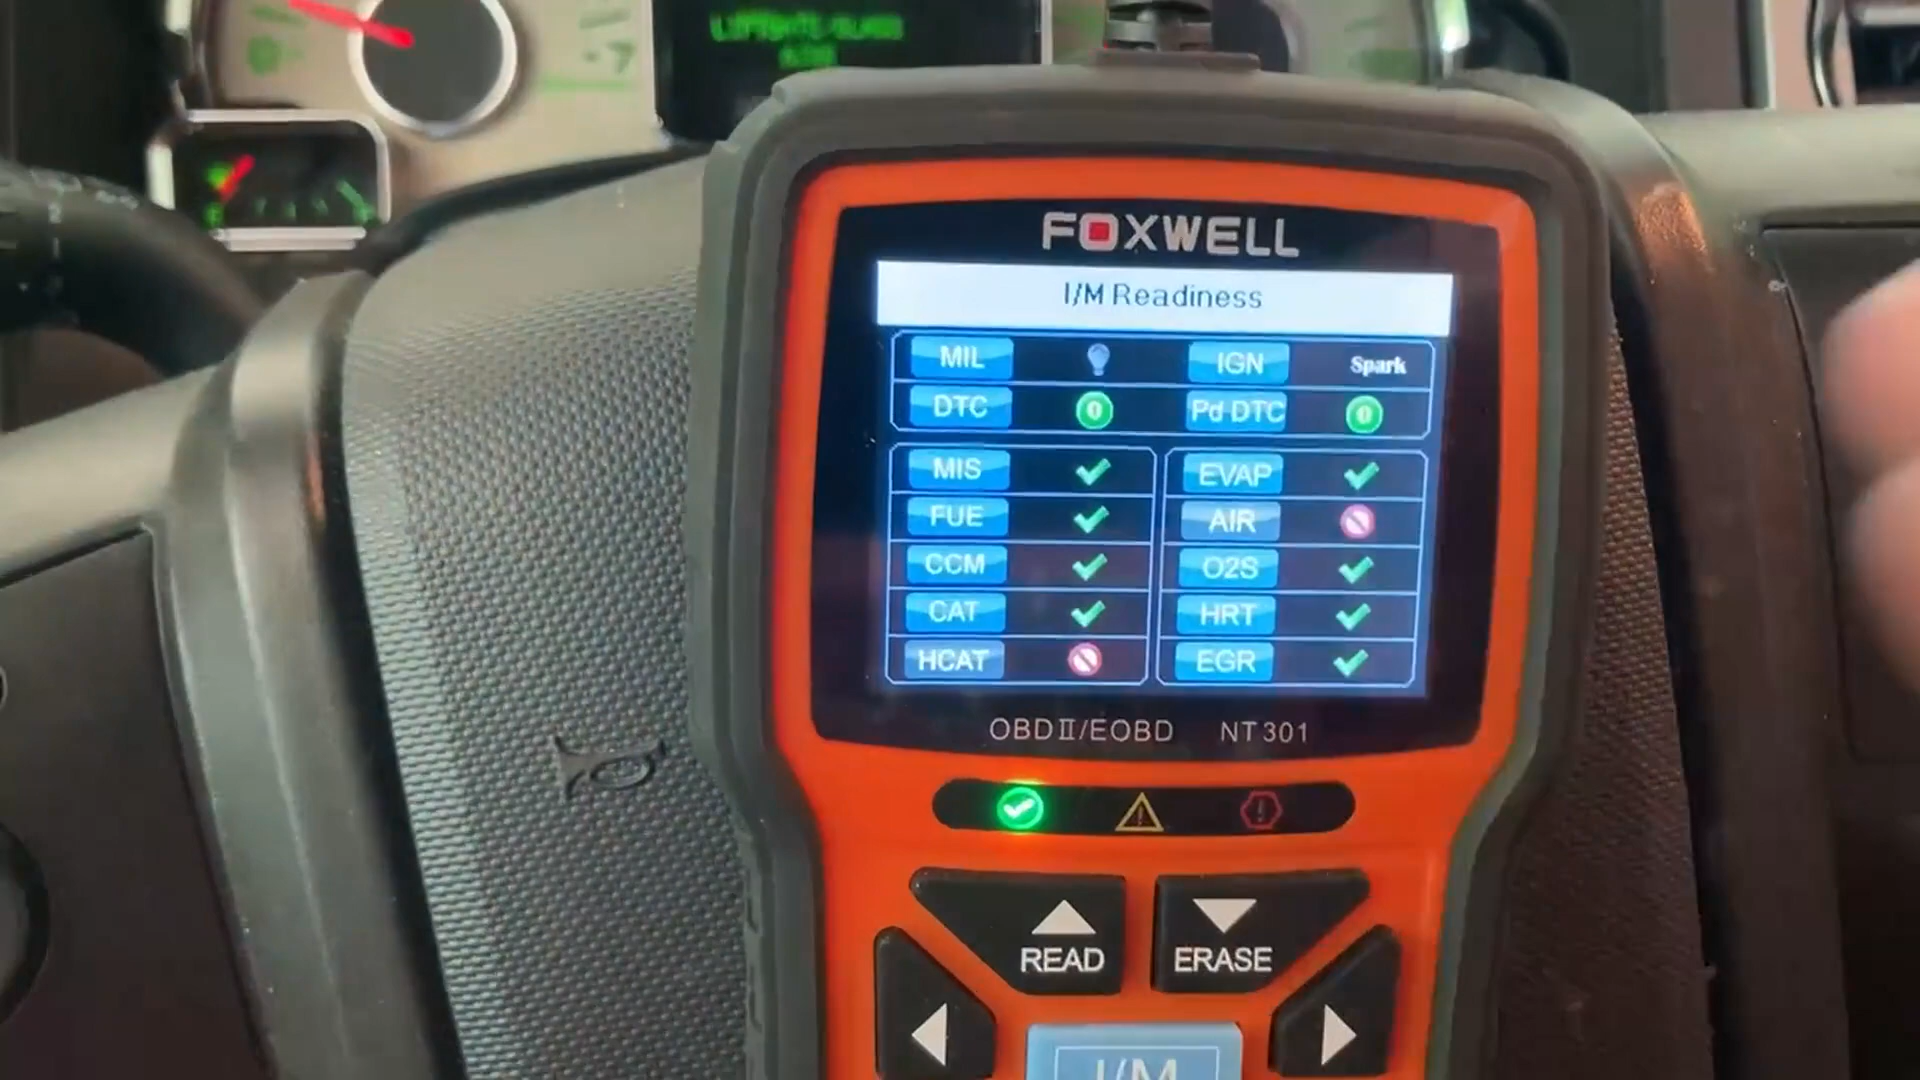 FOXWELL
I/M Readiness
MIL IGN Spark
DTC 0 Pd DTC 0
MIS EVAP
FUE AIR
CCM O2S
CAT HRT
HCAT EGR
OBDII/EOBD NT301
READ ERASE
I/M